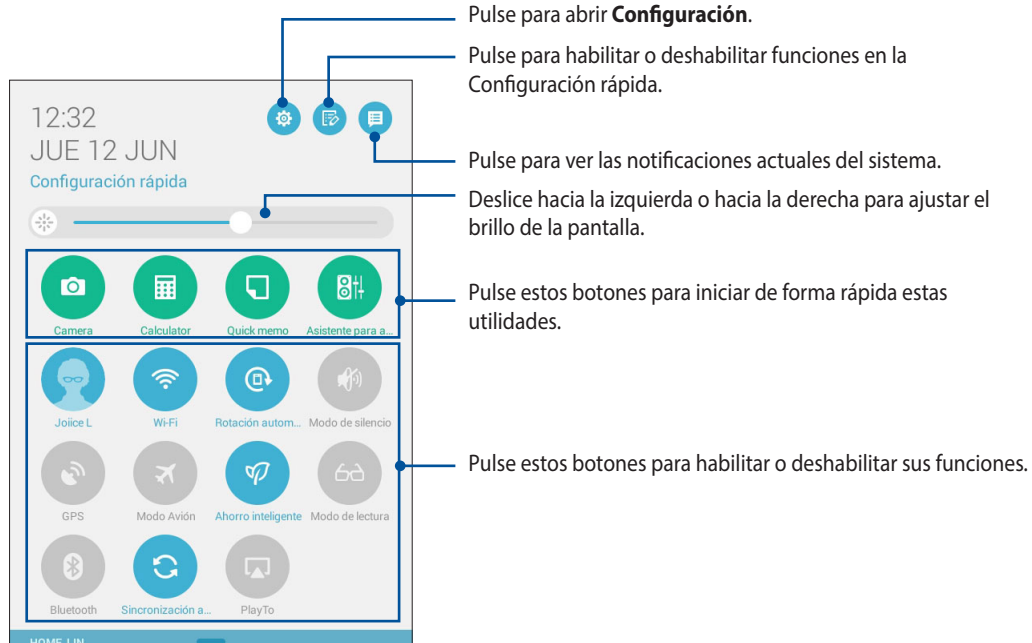 Pulse para abrir Configuración.
Pulse para habilitar o deshabilitar funciones en la
Configuración rápida.
12:32
JUE 12 JUN
Configuración rápida
Pulse para ver las notificaciones actuales del sistema.
Deslice hacia la izquierda o hacia la derecha para ajustar el
brillo de la pantalla.
Camera Calculator Quick memo Asistente para a...
Pulse estos botones para iniciar de forma rápida estas
utilidades.
Joiice L Wi-Fi Rotación autom... Modo de silencio
GPS Modo Avión Ahorro inteligente Modo de lectura
Pulse estos botones para habilitar o deshabilitar sus funciones.
Bluetooth Sincronización a... PlayTo
HOME-LIN